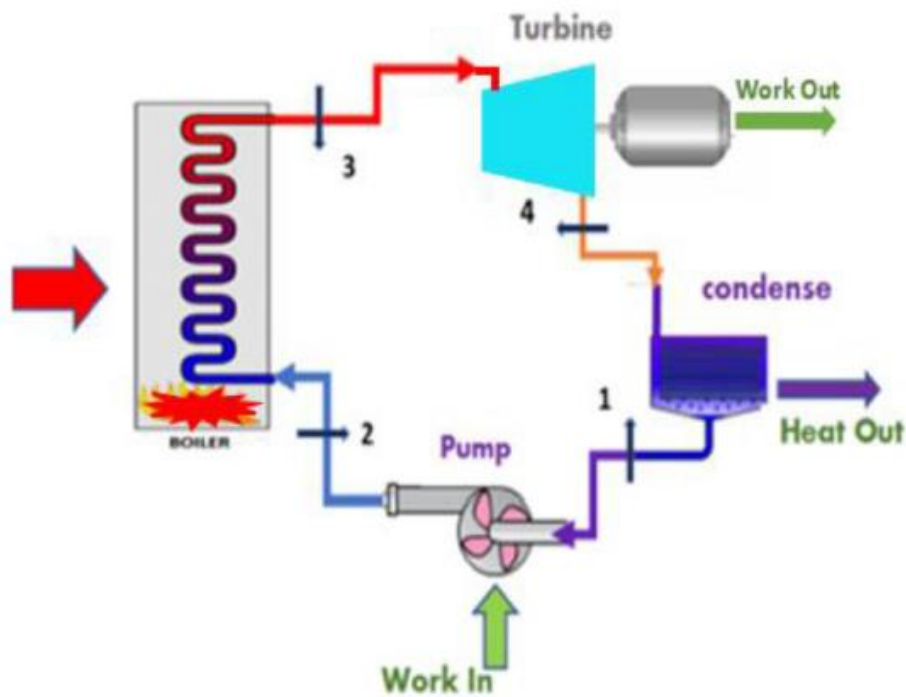 Turbine
Work Out
3
4
condense
1
Heat Out
2
Pump
BOILER
Work In